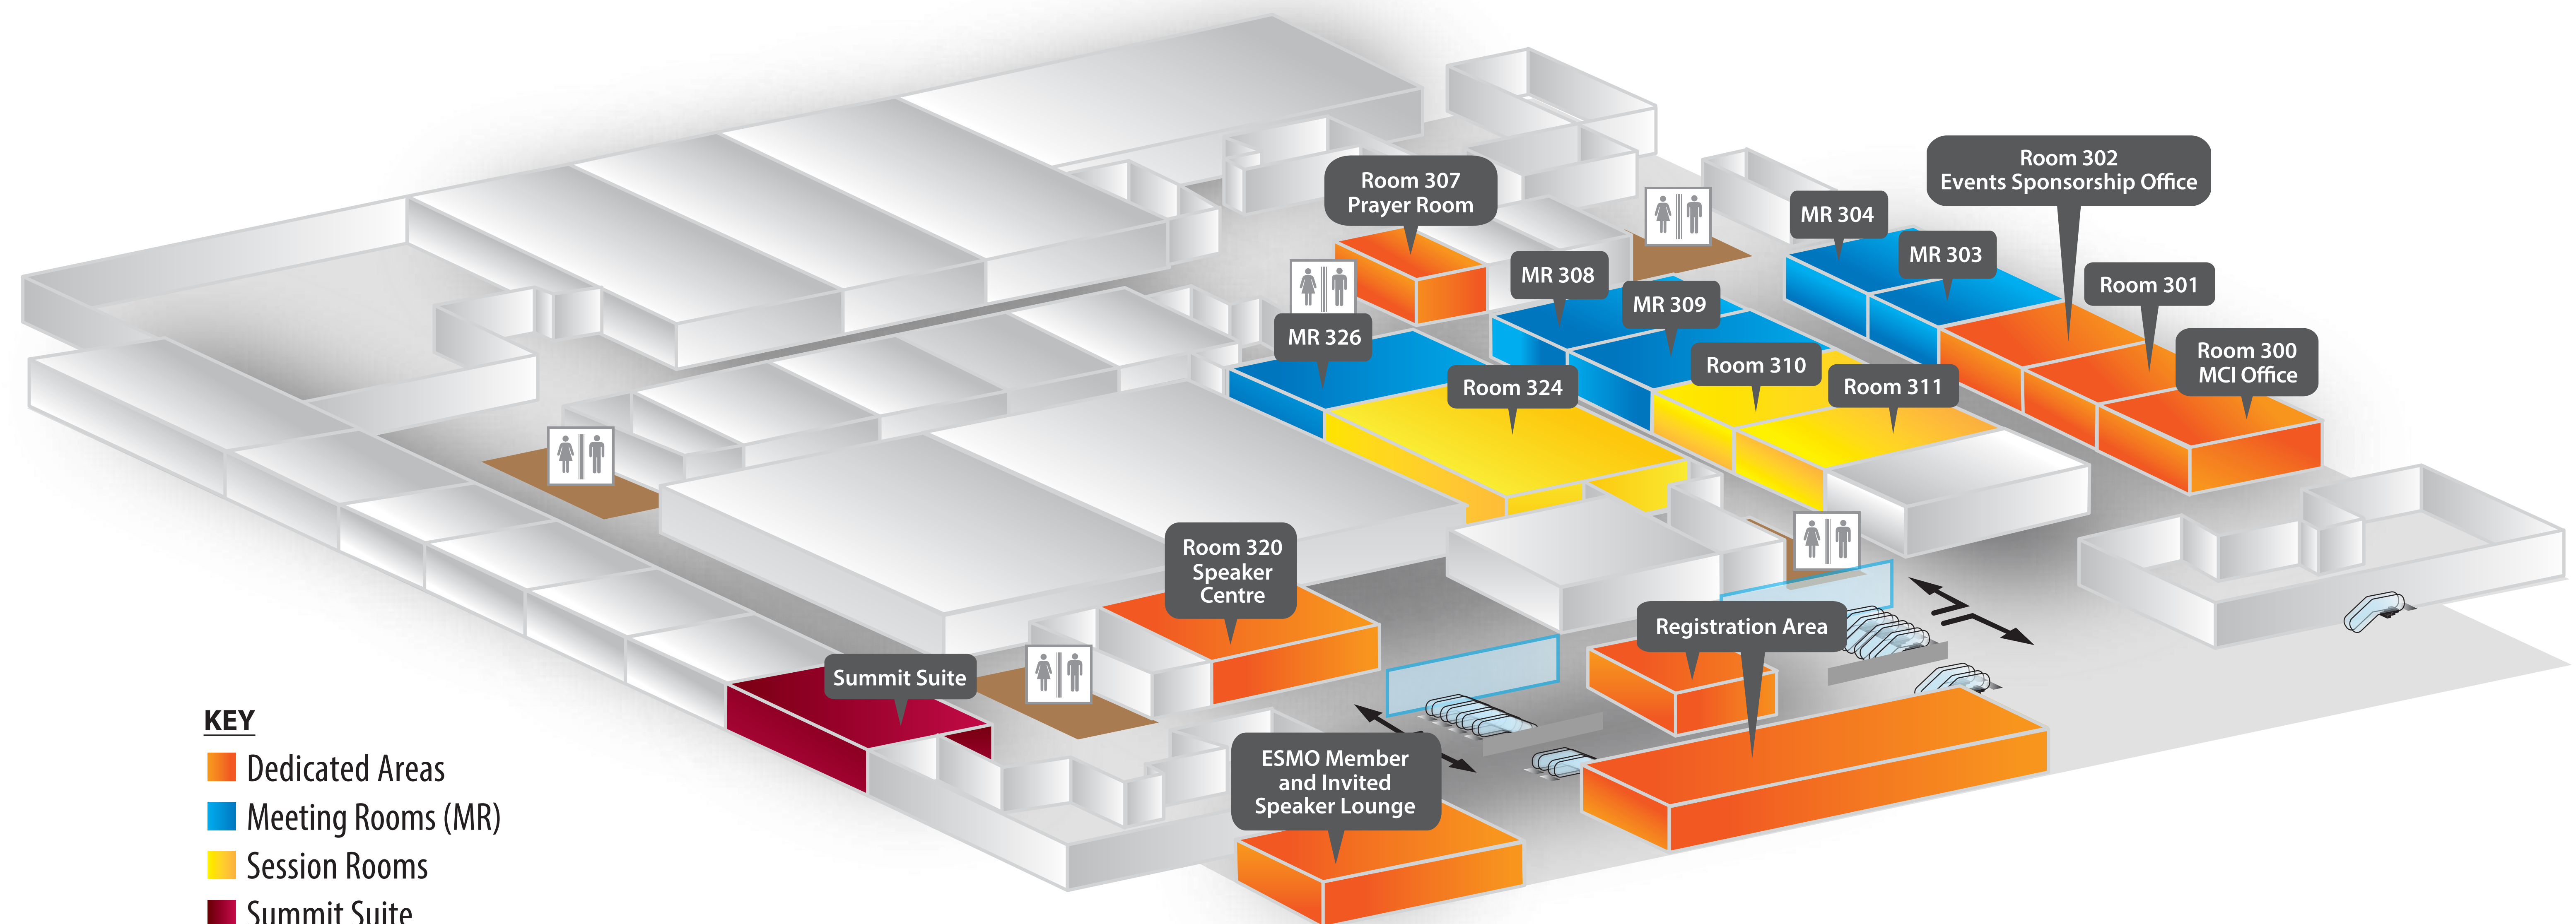 Room 302
Events Sponsorship Office
Room 307
Prayer Room
MR 304
MR 303
MR 308
Room 301
MR 309
MR 326
Room 300
MCI Office
Room 310
Room 324
Room 311
Room 320
Speaker
Centre
Registration Area
Summit Suite
ESMO Member
and Invited
Speaker Lounge
KEY
Dedicated Areas
Meeting Rooms (MR)
Session Rooms
Summit Suite